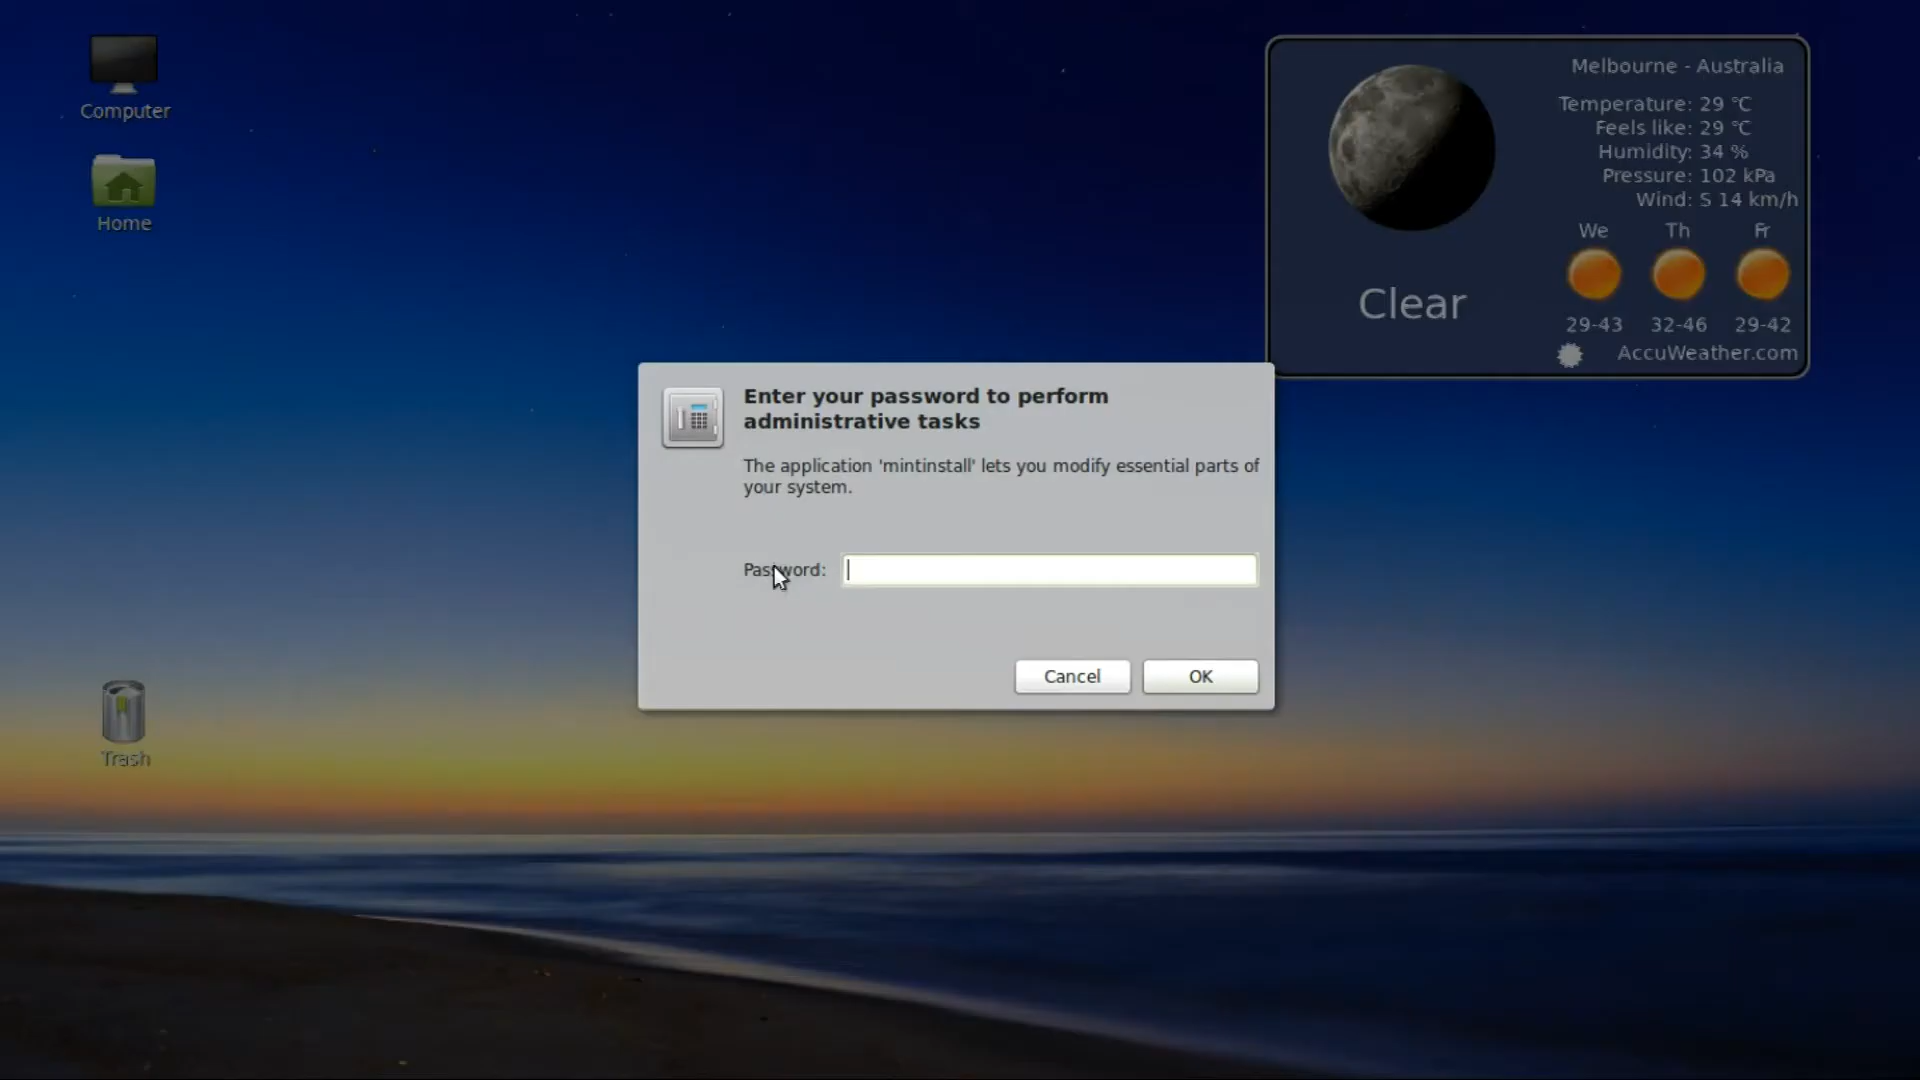 Computer
Home
Trash
Melbourne - Australia
Temperature: 29 °C
Feels like: 29 °C
Humidity: 34 %
Pressure: 102 kPa
Wind: S 14 km/h
We Th Fr
Clear
29-43 32-46 29-42
AccuWeather.com
Enter your password to perform
administrative tasks
The application 'mintinstall' lets you modify essential parts of
your system.
Password:
Cancel OK